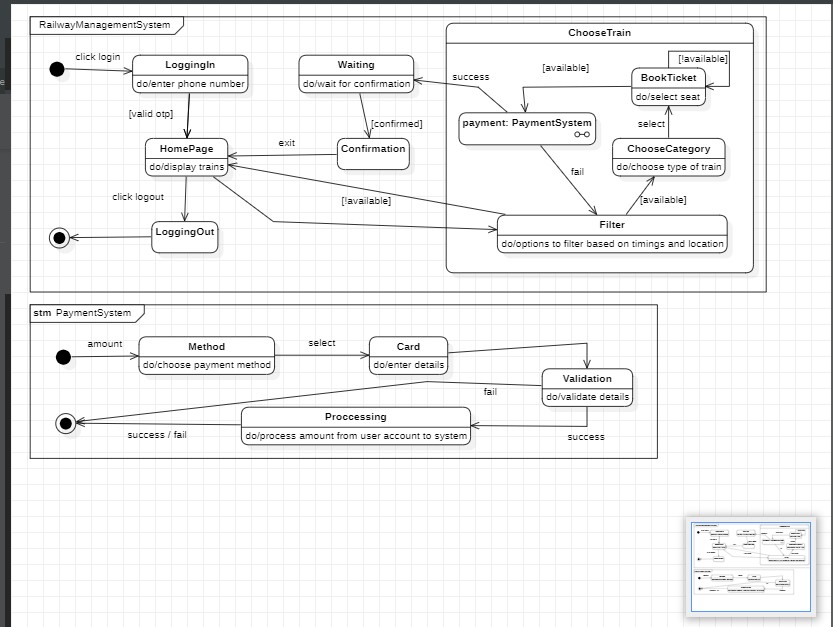 RailwayManagementSystem
click login
LoggingIn
do/enter phone number
Waiting
do/wait for confirmation
success
ChooseTrain
[available]
[!available]
BookTicket
do/select seat
[valid otp]
[confirmed]
payment: PaymentSystem
select
HomePage
do/display trains
exit
Confirmation
ChooseCategory
do/choose type of train
fail
click logout
[!available]
[available]
LoggingOut
Filter
do/options to filter based on timings and location
stm PaymentSystem
amount
Method
do/choose payment method
select
Card
do/enter details
Validation
do/validate details
fail
Proccessing
do/process amount from user account to system
success / fail
success